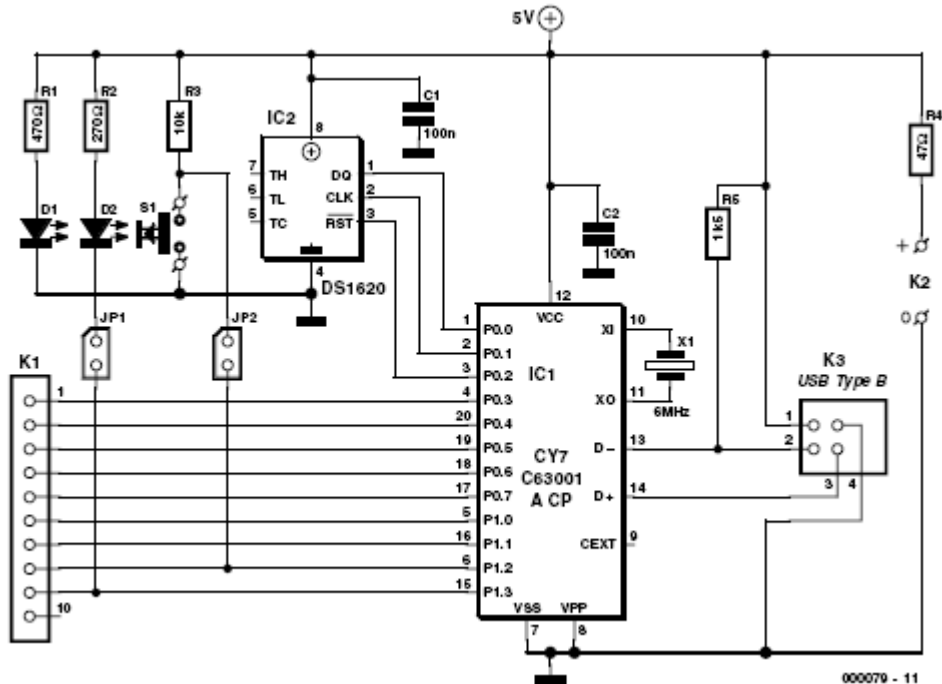 5V
R1
470Ω
R2
270Ω
R3
10k
IC2
8
C1
100n
R4
47Ω
7 TH DQ 1
6 TL CLK 2
5 TC RST 3
4
DS1620
D1
D2
S1
R5
1k5
C2
100n
+
K2
0
JP1
JP2
12
VCC
1 P0.0 XI 10
2 P0.1
X1
IC1
3 P0.2
K1
1
4 P0.3 XO 11
6MHz
K3
USB Type B
20 P0.4
1
19 P0.5 D– 13
2
18 P0.6
CY7
C63001
A CP
3 4
17 P0.7 D+ 14
5 P1.0
16 P1.1 CEXT 9
6 P1.2
15 P1.3
10
VSS VPP
7 8
000079 - 11